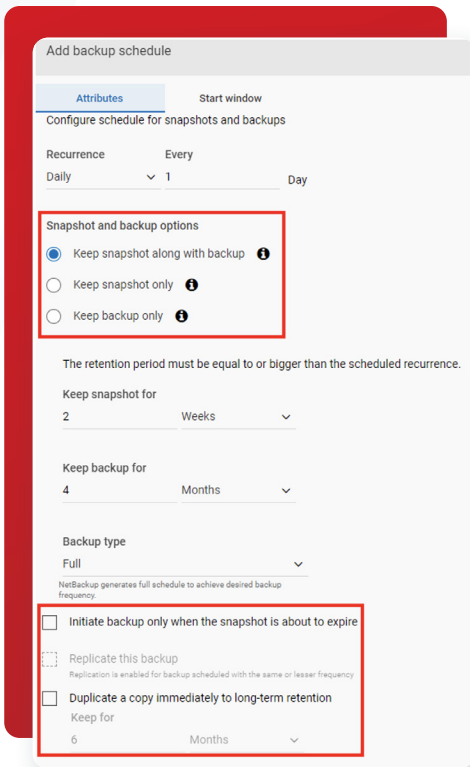 Add backup schedule
Attributes
Start window
Configure schedule for snapshots and backups
Recurrence
Every
Daily
1
Day
Snapshot and backup options
Keep snapshot along with backup
Keep snapshot only
Keep backup only
The retention period must be equal to or bigger than the scheduled recurrence.
Keep snapshot for
2
Weeks
Keep backup for
4
Months
Backup type
Full
NetBackup generates full schedule to achieve desired backup
frequency.
Initiate backup only when the snapshot is about to expire
Replicate this backup
Replication is enabled for backup scheduled with the same or lesser frequency
Duplicate a copy immediately to long-term retention
Keep for
6
Months